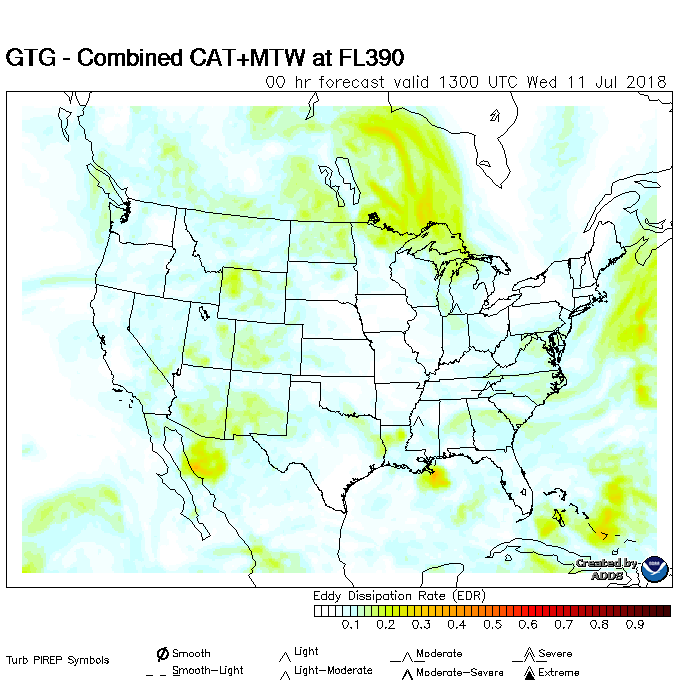 GTG - Combined CAT+MTW at FL390
00 hr forecast valid 1300 UTC Wed 11 Jul 2018
Created by
ADDS
Eddy Dissipation Rate (EDR)
0.1 0.2 0.3 0.4 0.5 0.6 0.7 0.8 0.9
Turb PIREP Symbols
Smooth Light Moderate Severe
Smooth-Light Light-Moderate Moderate-Severe Extreme